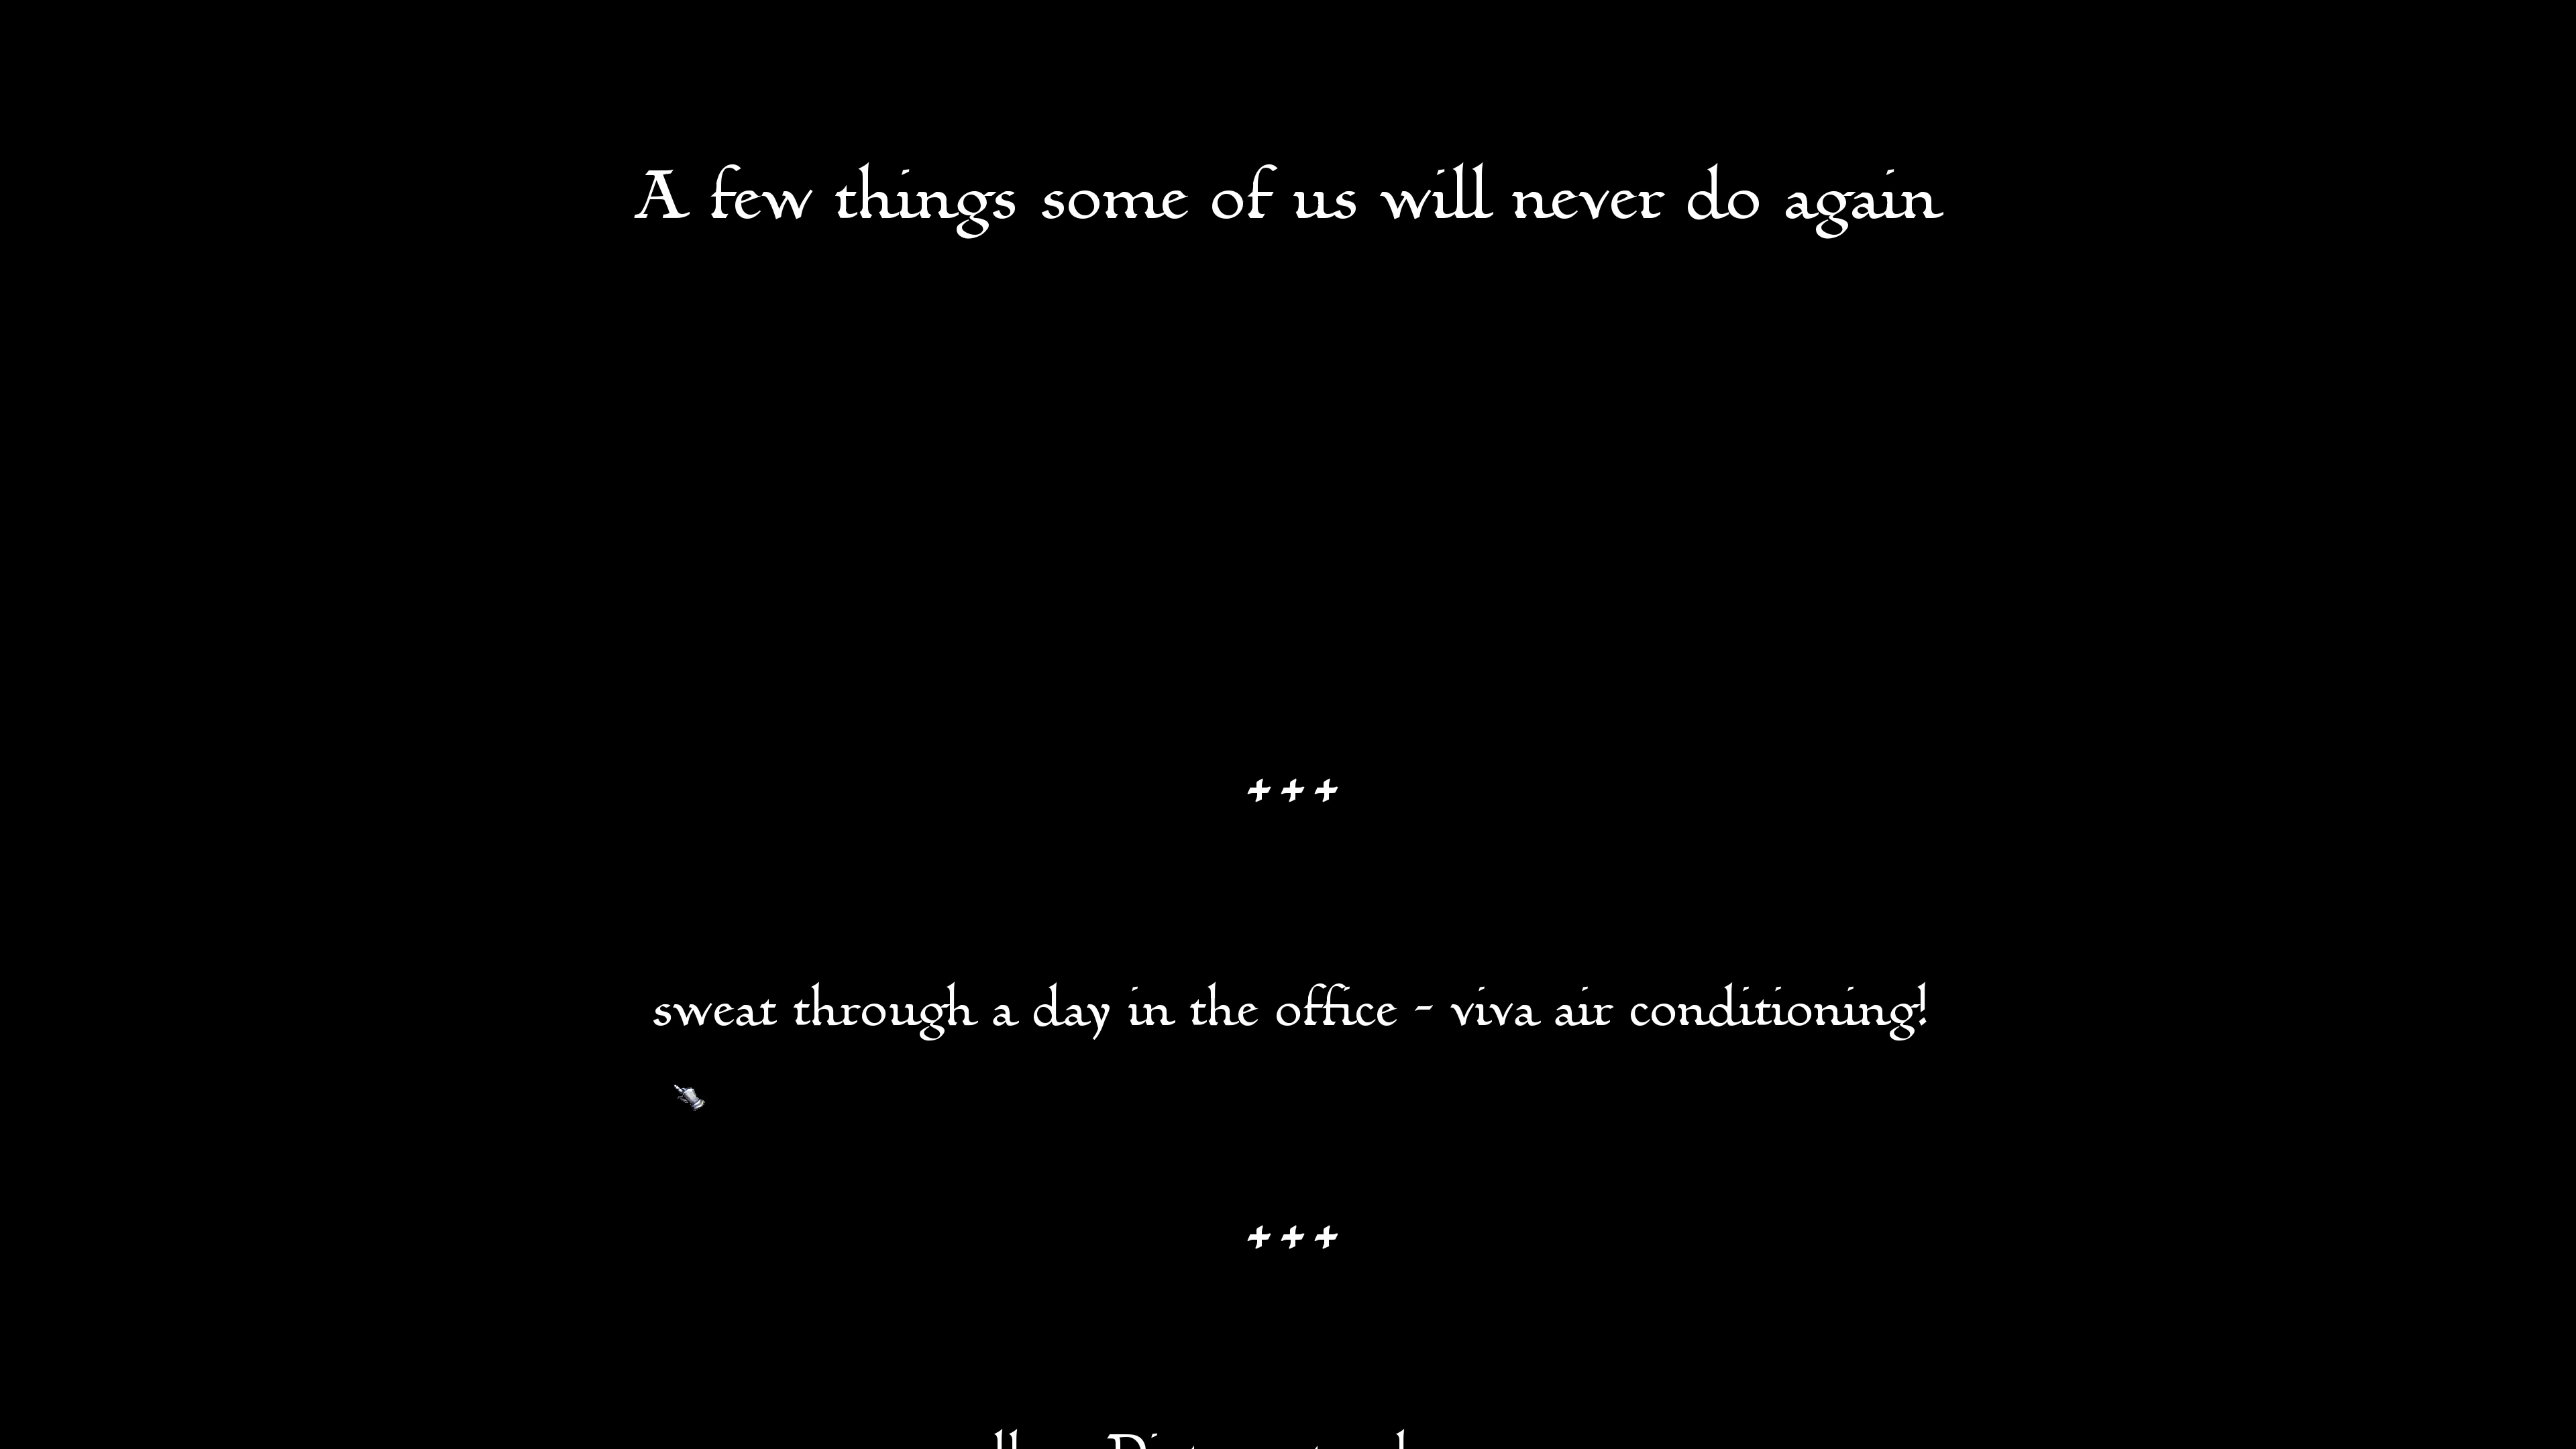 A few things some of us will never do again
+++
sweat through a day in the office - viva air conditioning!
+++